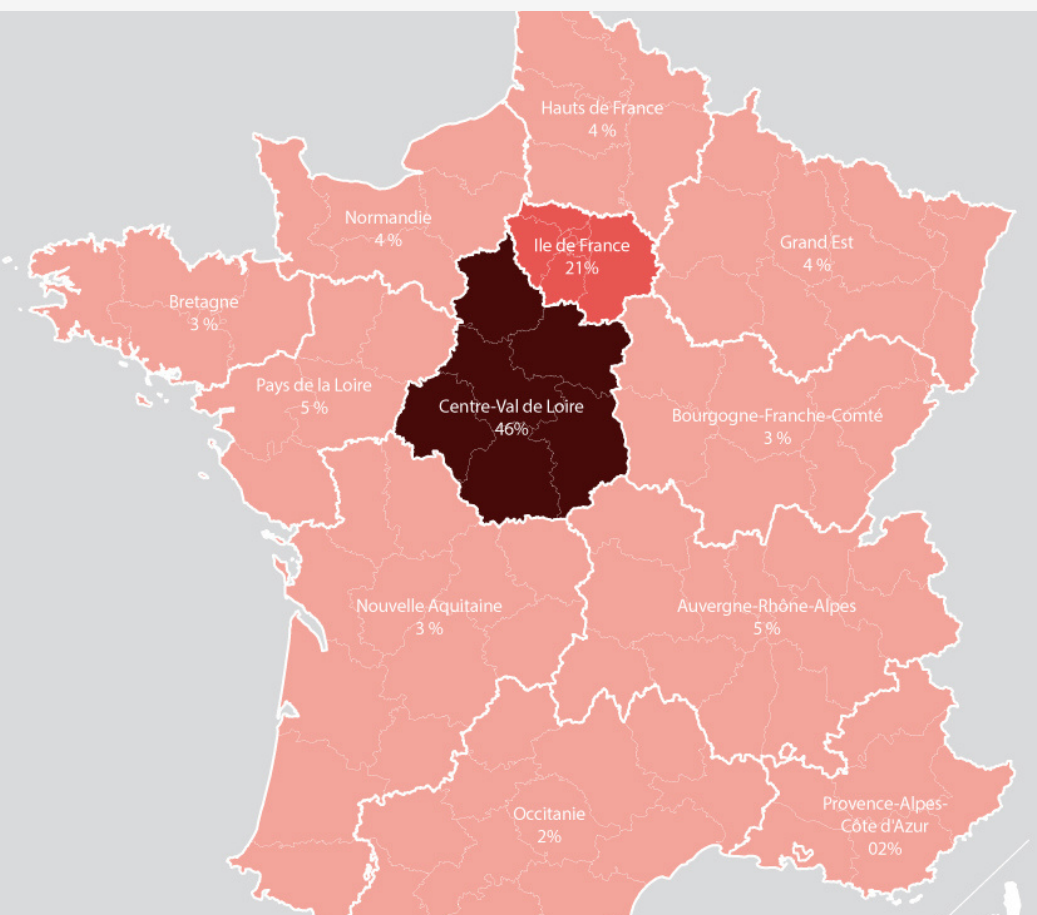 Hauts de France
4 %
Normandie
4 %
Ile de France
21%
Grand Est
4 %
Bretagne
3 %
Pays de la Loire
5 %
Centre-Val de Loire
46%
Bourgogne-Franche-Comté
3 %
Nouvelle Aquitaine
3 %
Auvergne-Rhône-Alpes
5 %
Occitanie
2%
Provence-Alpes-
Côte d'Azur
02%